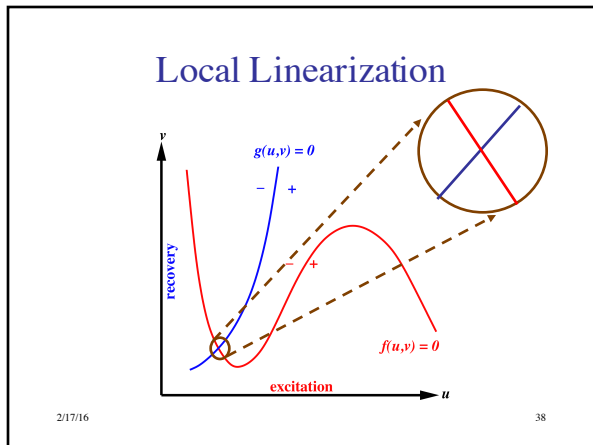 Local Linearization
v
g(u,v) = 0
− +
recovery
− +
f(u,v) = 0
excitation
u
2/17/16
38